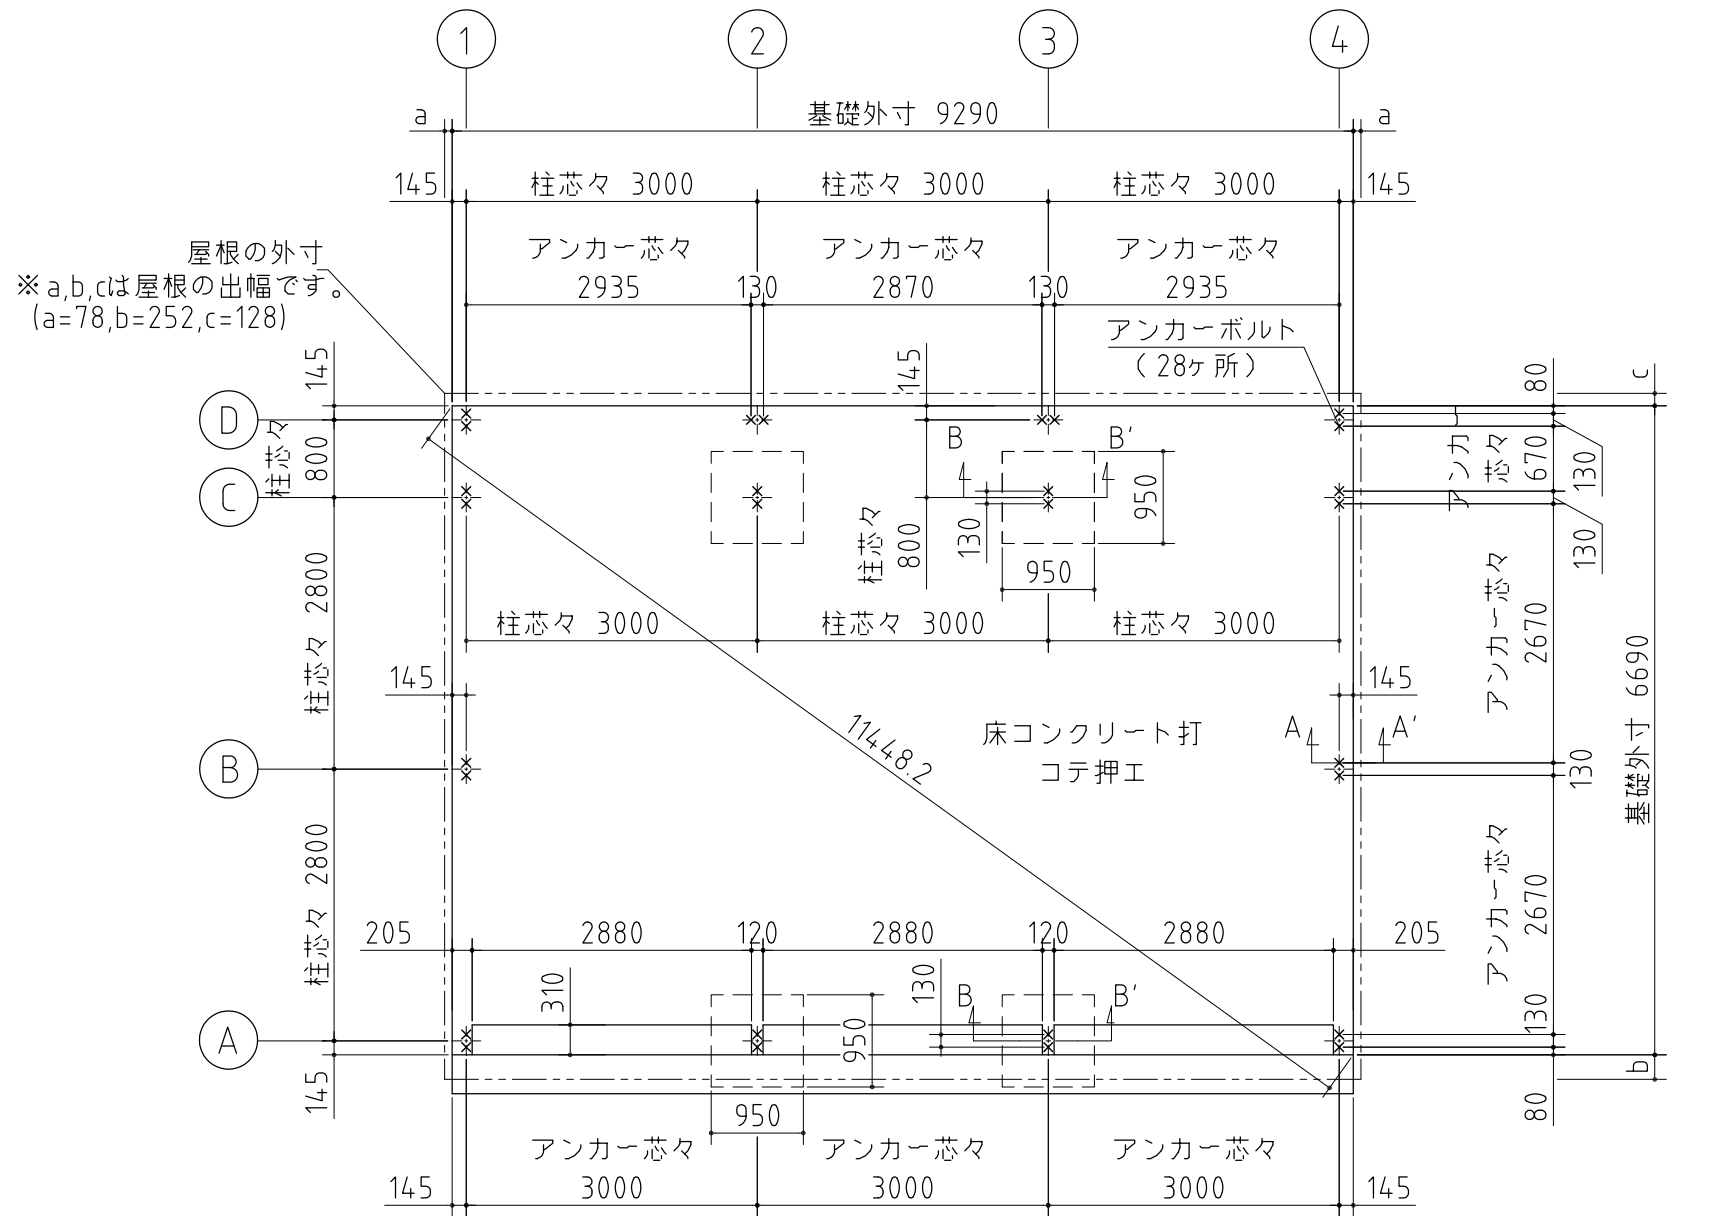 1
2
3
4
a
基礎外寸 9290
a
145
柱芯々 3000
柱芯々 3000
柱芯々 3000
145
アンカー芯々
アンカー芯々
アンカー芯々
2935
130
2870
130
2935
屋根の外寸
※a,b,cは屋根の出幅です。
(a=78,b=252,c=128)
アンカーボルト
(28ヶ所)
145
145
80
c
D
柱芯々
800
B
B'
アンカー
芯々
670
130
C
950
柱芯々
800
130
130
950
柱芯々 2800
柱芯々 3000
柱芯々 3000
柱芯々 3000
アンカー芯々
2670
145
145
基礎外寸 6690
11448.2
床コンクリート打
コテ押エ
A
A'
B
130
柱芯々 2800
アンカー芯々
2670
205
2880
120
2880
120
2880
205
310
130
950
B
B'
130
A
145
950
b
80
アンカー芯々
アンカー芯々
アンカー芯々
145
3000
3000
3000
145